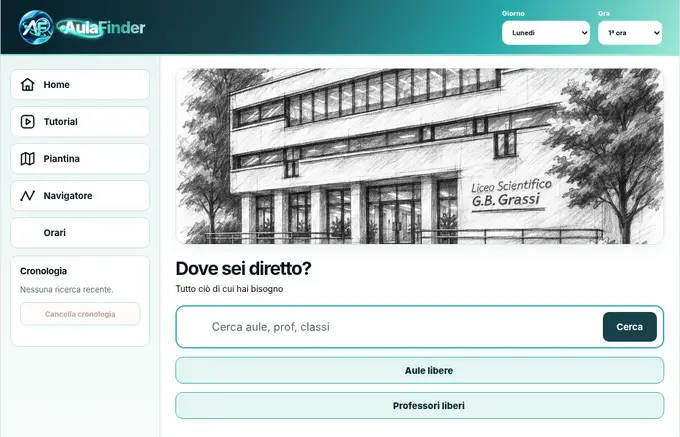 AF AulaFinder
Giorno
Ora
Lunedì
1ª ora
Home
Tutorial
Piantina
Navigatore
Orari
Cronologia
Nessuna ricerca recente.
Cancella cronologia
Liceo Scientifico
G.B. Grassi
Dove sei diretto?
Tutto ciò di cui hai bisogno
Cerca aule, prof, classi
Cerca
Aule libere
Professori liberi